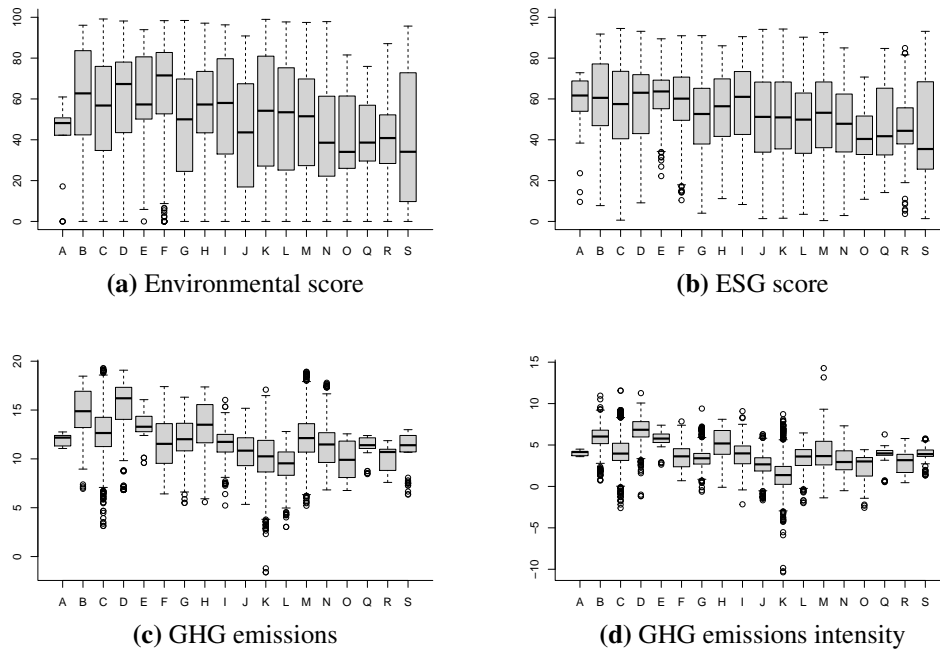 100
80
60
40
20
0
A B C D E F G H I J K L M N O Q R S
(a) Environmental score
100
80
60
40
20
0
A B C D E F G H I J K L M N O Q R S
(b) ESG score
20
15
10
5
0
A B C D E F G H I J K L M N O Q R S
(c) GHG emissions
15
10
5
0
−5
−10
A B C D E F G H I J K L M N O Q R S
(d) GHG emissions intensity